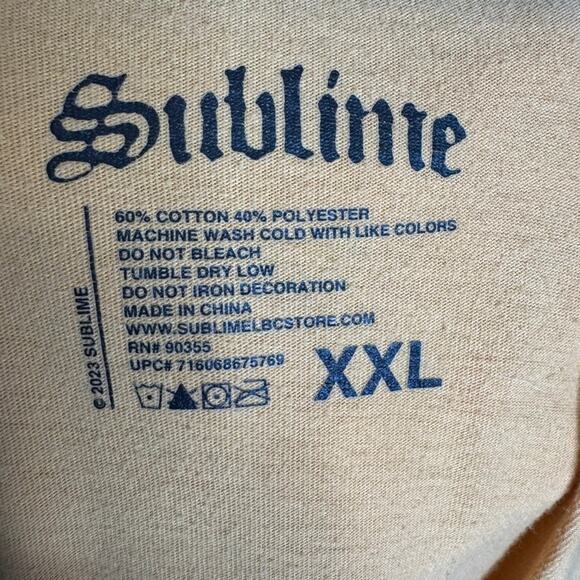 Sublime
60% COTTON 40% POLYESTER
MACHINE WASH COLD WITH LIKE COLORS
DO NOT BLEACH
TUMBLE DRY LOW
DO NOT IRON DECORATION
MADE IN CHINA
WWW.SUBLIMELBCSTORE.COM
RN# 90355
UPC# 716068675769
XXL
© 2023 SUBLIME